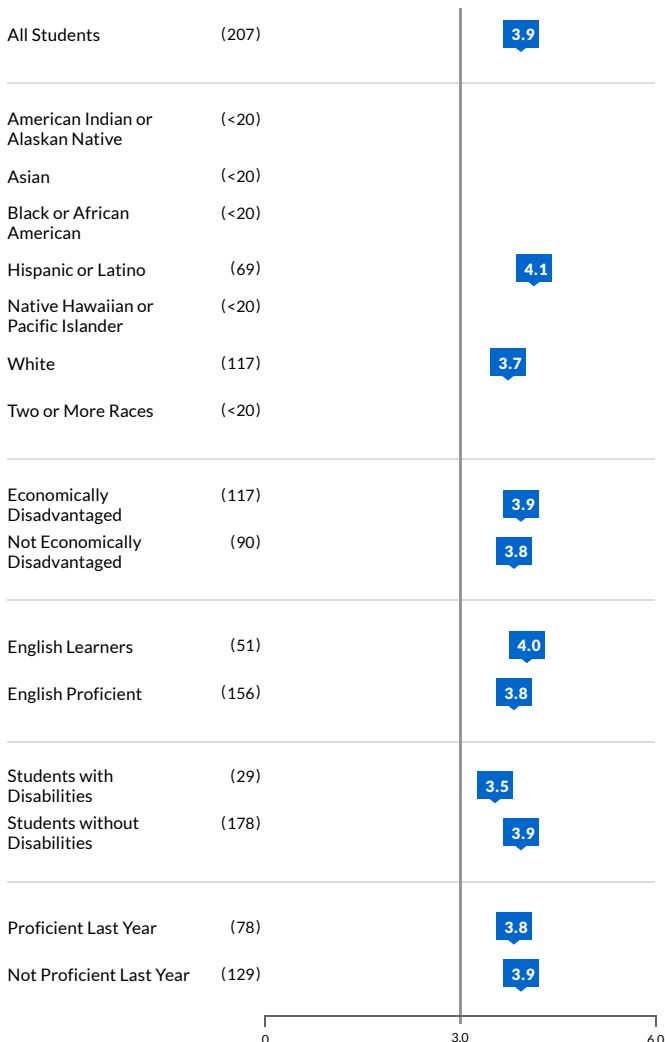 All Students (207) 3.9
American Indian or (<20)
Alaskan Native
Asian (<20)
Black or African (<20)
American
Hispanic or Latino (69) 4.1
Native Hawaiian or (<20)
Pacific Islander
White (117) 3.7
Two or More Races (<20)
Economically (117) 3.9
Disadvantaged
Not Economically (90) 3.8
Disadvantaged
English Learners (51) 4.0
English Proficient (156) 3.8
Students with (29) 3.5
Disabilities
Students without (178) 3.9
Disabilities
Proficient Last Year (78) 3.8
Not Proficient Last Year (129) 3.9
0 3.0 6.0